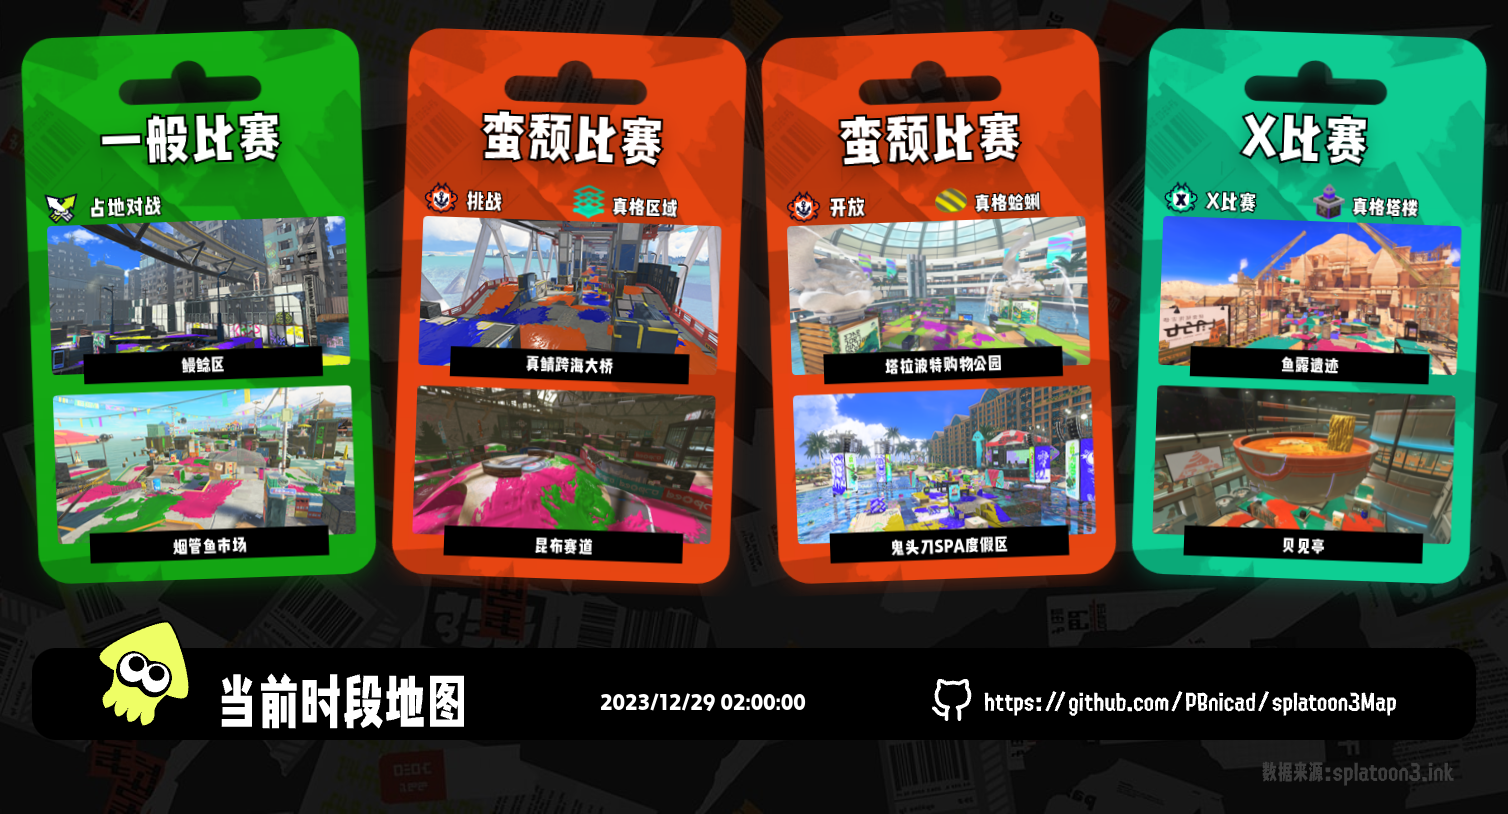 一般比赛
占地对战
鳗鲶区
烟管鱼市场
蛮颓比赛
挑战
真格区域
真鲭跨海大桥
昆布赛道
蛮颓比赛
开放
真格蛤蜊
塔拉波特购物公园
鬼头刀SPA度假区
X比赛
X比赛
真格塔楼
鱼露遗迹
贝见亭
当前时段地图
2023/12/29 02:00:00
https://github.com/PBnicad/splatoon3Map
数据来源:splatoon3.ink